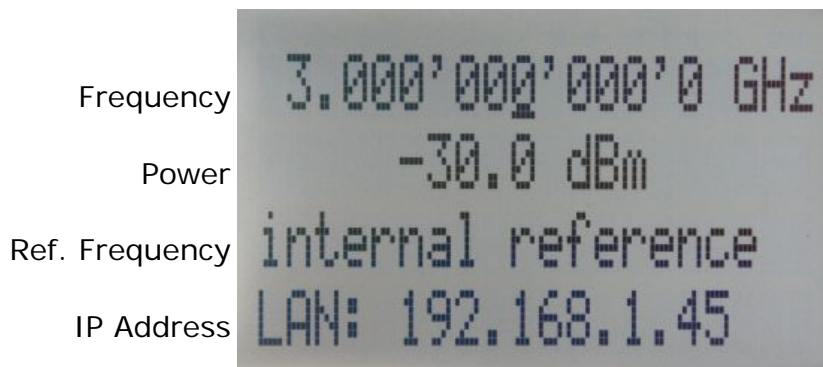 Frequency 3.000'000'000'0 GHz
Power -30.0 dBm
Ref. Frequency internal reference
IP Address LAN: 192.168.1.45